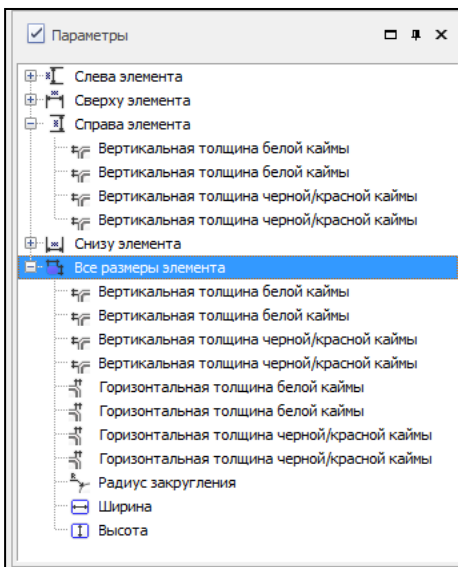 Параметры
Слева элемента
Сверху элемента
Справа элемента
Вертикальная толщина белой каймы
Вертикальная толщина белой каймы
Вертикальная толщина черной/красной каймы
Вертикальная толщина черной/красной каймы
Снизу элемента
Все размеры элемента
Вертикальная толщина белой каймы
Вертикальная толщина белой каймы
Вертикальная толщина черной/красной каймы
Вертикальная толщина черной/красной каймы
Горизонтальная толщина белой каймы
Горизонтальная толщина белой каймы
Горизонтальная толщина черной/красной каймы
Горизонтальная толщина черной/красной каймы
Радиус закругления
Ширина
Высота